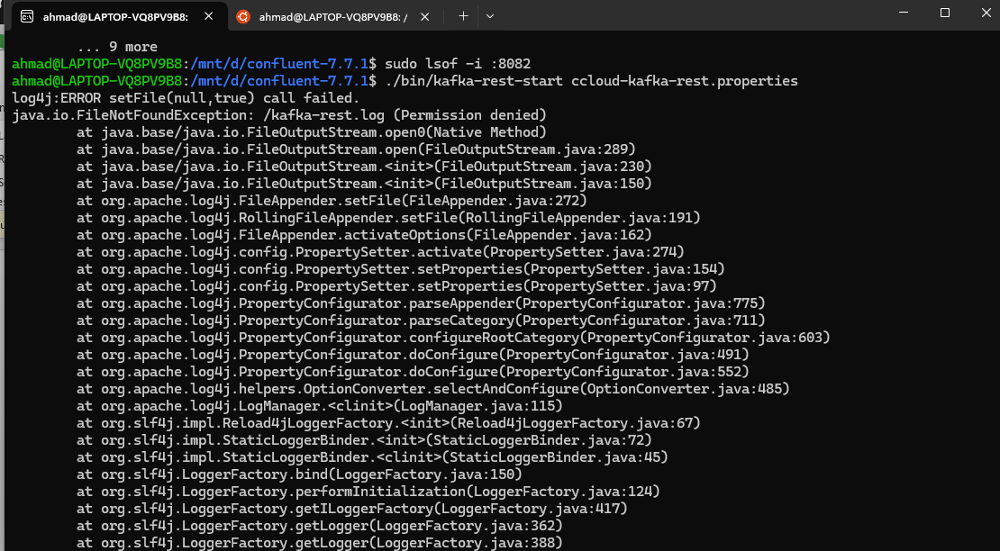 ahmad@LAPTOP-VQ8PV9B8:
ahmad@LAPTOP-VQ8PV9B8: /
... 9 more
ahmad@LAPTOP-VQ8PV9B8:/mnt/d/confluent-7.7.1$ sudo lsof -i :8082
ahmad@LAPTOP-VQ8PV9B8:/mnt/d/confluent-7.7.1$ ./bin/kafka-rest-start ccloud-kafka-rest.properties
log4j:ERROR setFile(null,true) call failed.
java.io.FileNotFoundException: /kafka-rest.log (Permission denied)
at java.base/java.io.FileOutputStream.open0(Native Method)
at java.base/java.io.FileOutputStream.open(FileOutputStream.java:289)
at java.base/java.io.FileOutputStream.<init>(FileOutputStream.java:230)
at java.base/java.io.FileOutputStream.<init>(FileOutputStream.java:150)
at org.apache.log4j.FileAppender.setFile(FileAppender.java:272)
at org.apache.log4j.RollingFileAppender.setFile(RollingFileAppender.java:191)
at org.apache.log4j.FileAppender.activateOptions(FileAppender.java:162)
at org.apache.log4j.config.PropertySetter.activate(PropertySetter.java:274)
at org.apache.log4j.config.PropertySetter.setProperties(PropertySetter.java:154)
at org.apache.log4j.config.PropertySetter.setProperties(PropertySetter.java:97)
at org.apache.log4j.PropertyConfigurator.parseAppender(PropertyConfigurator.java:775)
at org.apache.log4j.PropertyConfigurator.parseCategory(PropertyConfigurator.java:711)
at org.apache.log4j.PropertyConfigurator.configureRootCategory(PropertyConfigurator.java:603)
at org.apache.log4j.PropertyConfigurator.doConfigure(PropertyConfigurator.java:491)
at org.apache.log4j.PropertyConfigurator.doConfigure(PropertyConfigurator.java:552)
at org.apache.log4j.helpers.OptionConverter.selectAndConfigure(OptionConverter.java:485)
at org.apache.log4j.LogManager.<clinit>(LogManager.java:115)
at org.slf4j.impl.Reload4jLoggerFactory.<init>(Reload4jLoggerFactory.java:67)
at org.slf4j.impl.StaticLoggerBinder.<init>(StaticLoggerBinder.java:72)
at org.slf4j.impl.StaticLoggerBinder.<clinit>(StaticLoggerBinder.java:45)
at org.slf4j.LoggerFactory.bind(LoggerFactory.java:150)
at org.slf4j.LoggerFactory.performInitialization(LoggerFactory.java:124)
at org.slf4j.LoggerFactory.getILoggerFactory(LoggerFactory.java:417)
at org.slf4j.LoggerFactory.getLogger(LoggerFactory.java:362)
at org.slf4j.LoggerFactory.getLogger(LoggerFactory.java:388)